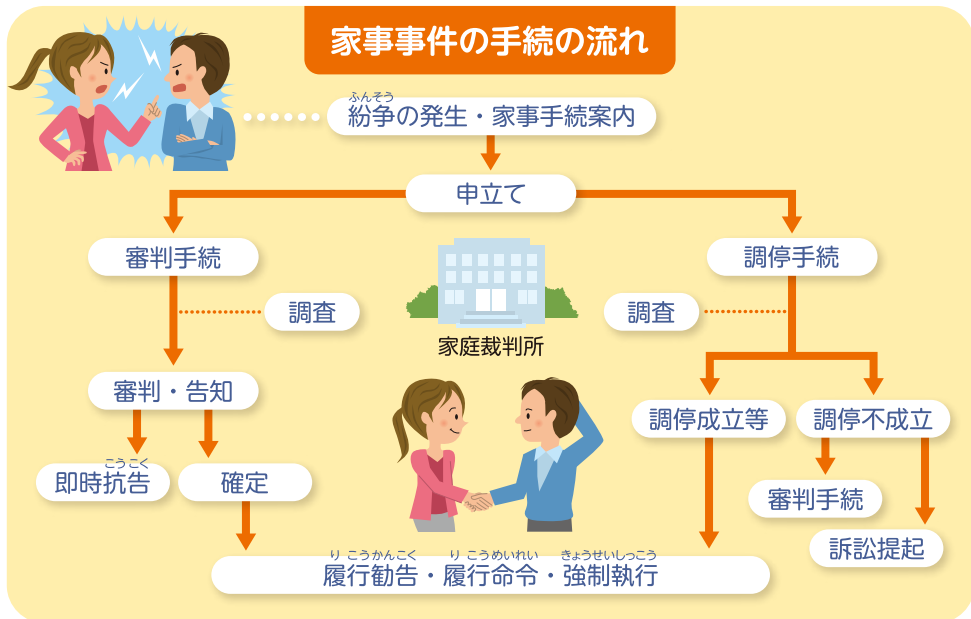 家事事件の手続の流れ
ふんそう
紛争の発生・家事手続案内
申立て
審判手続
調停手続
調査
調査
家庭裁判所
審判・告知
調停成立等
調停不成立
こうこく
即時抗告
確定
審判手続
訴訟提起
りこうかんこく りこうめいれい きょうせいしっこう
履行勧告・履行命令・強制執行